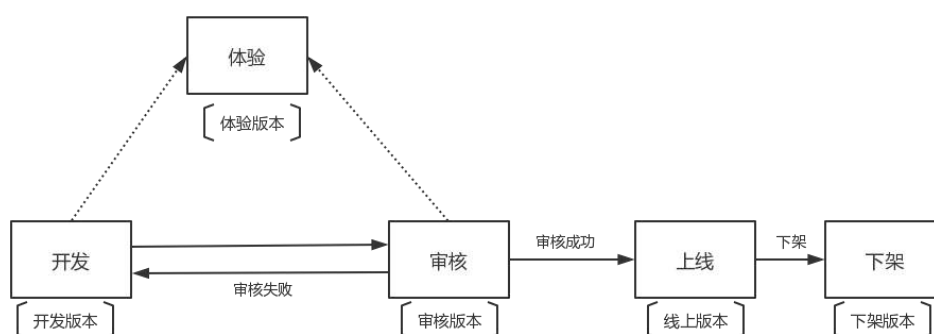 体验
体验版本
开发
审核
审核成功
上线
下架
下架
审核失败
开发版本
审核版本
线上版本
下架版本